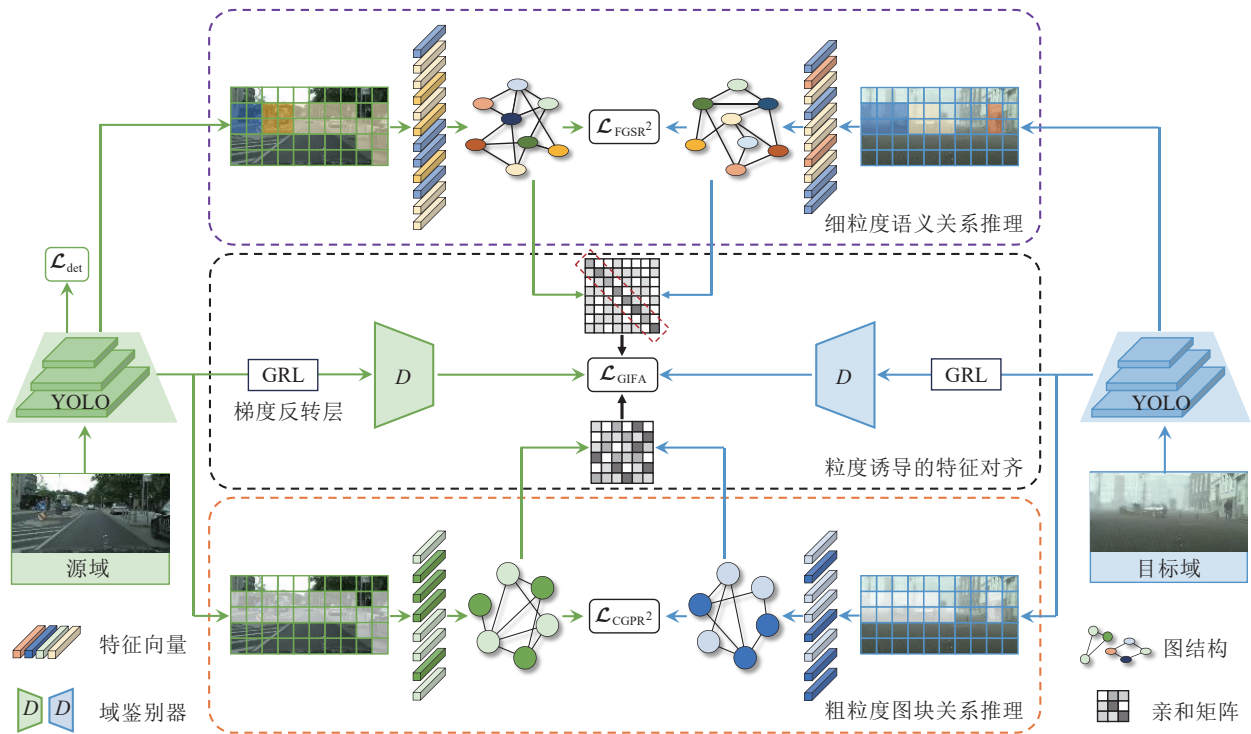 ℒFGSR²
细粒度语义关系推理
ℒdet
YOLO
GRL
D
梯度反转层
ℒGIFA
D
GRL
YOLO
粒度诱导的特征对齐
源域
目标域
ℒCGPR²
粗粒度图块关系推理
特征向量
D D 域鉴别器
图结构
亲和矩阵